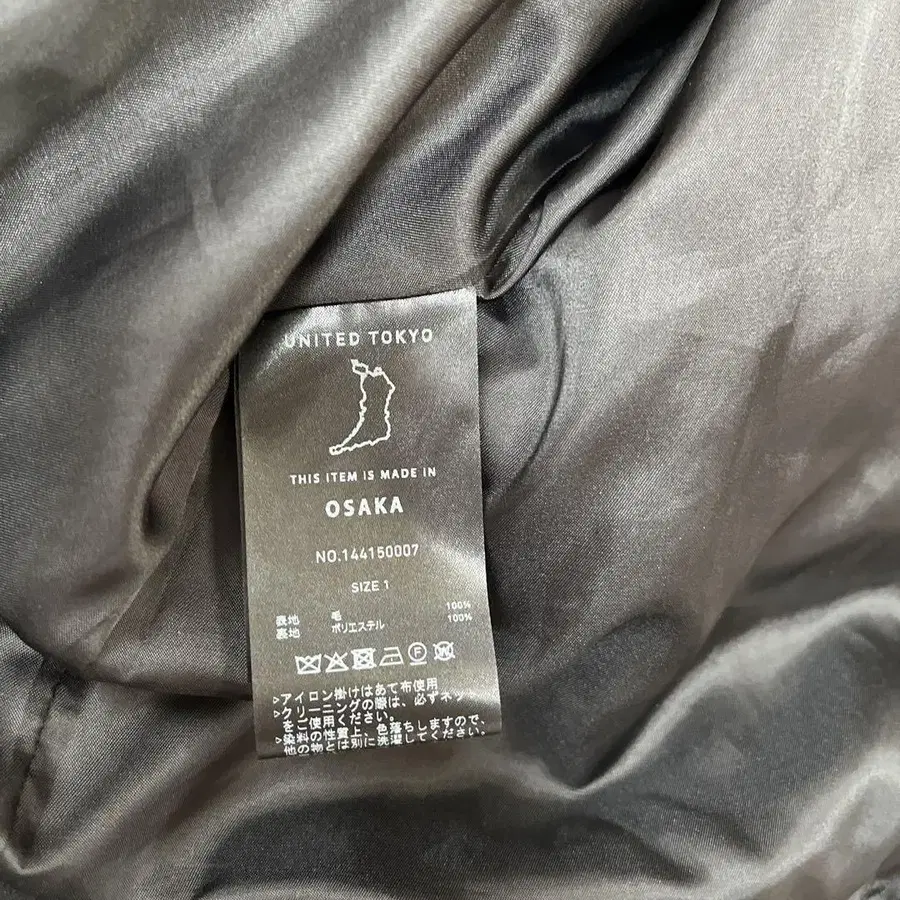 UNITED TOKYO
THIS ITEM IS MADE IN
OSAKA
NO.144150007
SIZE 1
表地 毛 100%
裏地 ポリエステル 100%
F W
>アイロン掛けはあて布使用
>クリーニングの際は、必ずネッ
をご使用ください。
>染料の性質上、色落ちしますので、
他の物とは別に洗濯してください。